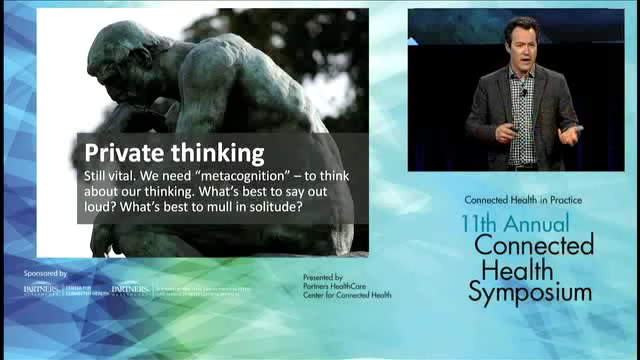 Private thinking
Still vital. We need “metacognition” – to think
about our thinking. What’s best to say out
loud? What’s best to mull in solitude?
Connected Health in Practice
11th Annual
Connected
Health
Symposium
Sponsored by
PARTNERS.
HEALTHCARE
CENTER FOR
CONNECTED HEALTH
PARTNERS.
HEALTHCARE
Presented by
Partners HealthCare
Center for Connected Health